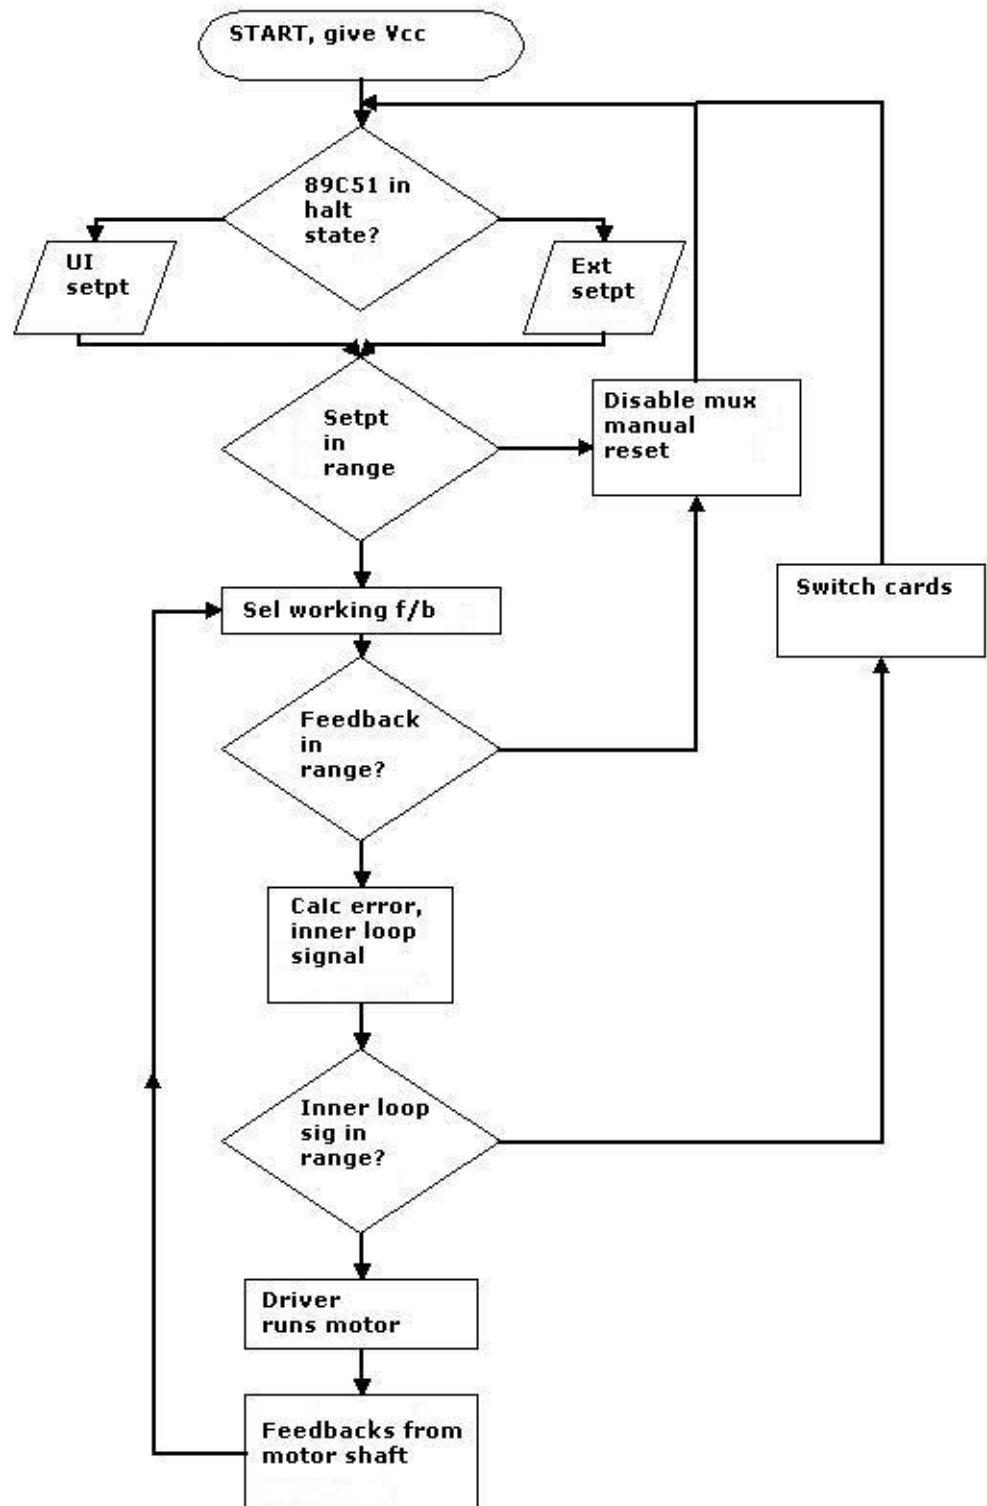 START, give Vcc
89C51 in
halt
state?
UI
setpt
Ext
setpt
Setpt
in
range
Disable mux
manual
reset
Switch cards
Sel working f/b
Feedback
in
range?
Calc error,
inner loop
signal
Inner loop
sig in
range?
Driver
runs motor
Feedbacks from
motor shaft